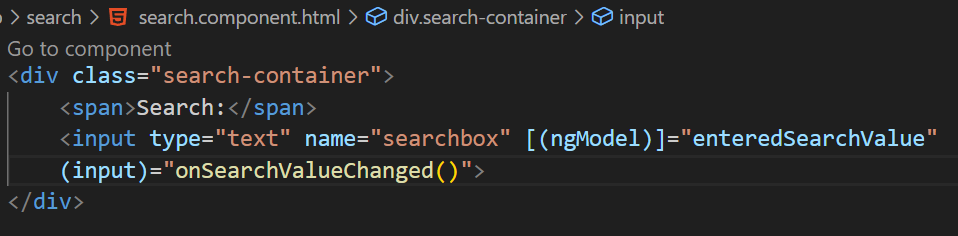 > search > search.component.html > div.search-container > input
Go to component
<div class="search-container">
<span>Search:</span>
<input type="text" name="searchbox" [(ngModel)]="enteredSearchValue"
(input)="onSearchValueChanged()">
</div>